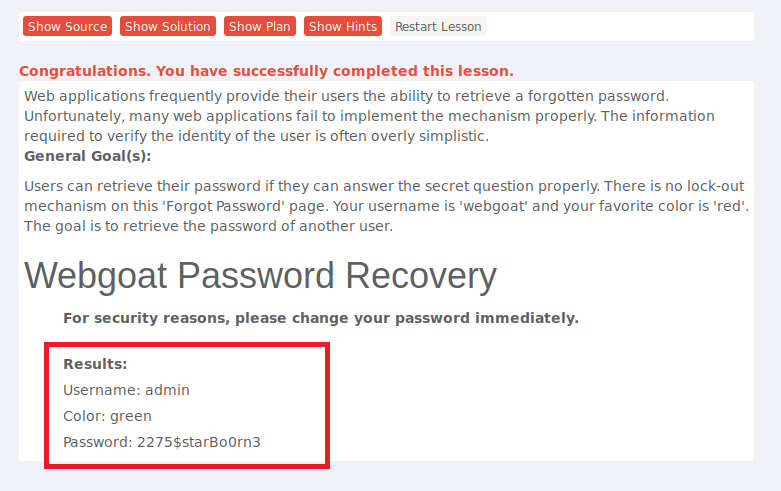 Show Source Show Solution Show Plan Show Hints Restart Lesson
Congratulations. You have successfully completed this lesson.
Web applications frequently provide their users the ability to retrieve a forgotten password.
Unfortunately, many web applications fail to implement the mechanism properly. The information
required to verify the identity of the user is often overly simplistic.
General Goal(s):
Users can retrieve their password if they can answer the secret question properly. There is no lock-out
mechanism on this 'Forgot Password' page. Your username is 'webgoat' and your favorite color is 'red'.
The goal is to retrieve the password of another user.
Webgoat Password Recovery
For security reasons, please change your password immediately.
Results:
Username: admin
Color: green
Password: 2275$starBo0rn3